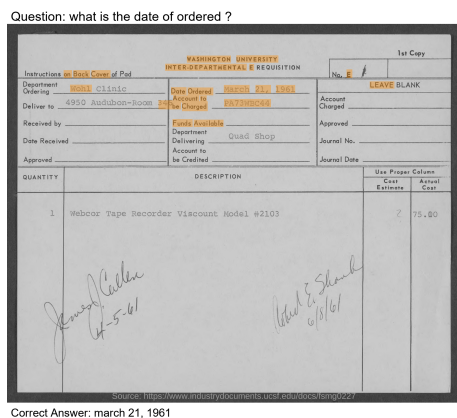 Question: what is the date of ordered ?
1st Copy
WASHINGTON UNIVERSITY
INTER-DEPARTMENTAL E REQUISITION
Instructions on Back Cover of Pad
No. E
Department Ordering Wohl Clinic
Date Ordered March 21, 1961
LEAVE BLANK
Deliver to 4950 Audubon-Room
Account to be Charged
Account Charged
Received by
Funds Available
Approved
Date Received
Department Delivering Quad Shop
Journal No.
Approved
Account to be Credited
Journal Date
QUANTITY
DESCRIPTION
Use Proper Column
Cost Estimate
Actual Cost
1 Webcor Tape Recorder Viscount Model #2103 75.00
James J. Cullen
4-5-61
6/8/61
Source: https://www.industrydocuments.ucsf.edu/docs/fsmg0227
Correct Answer: march 21, 1961